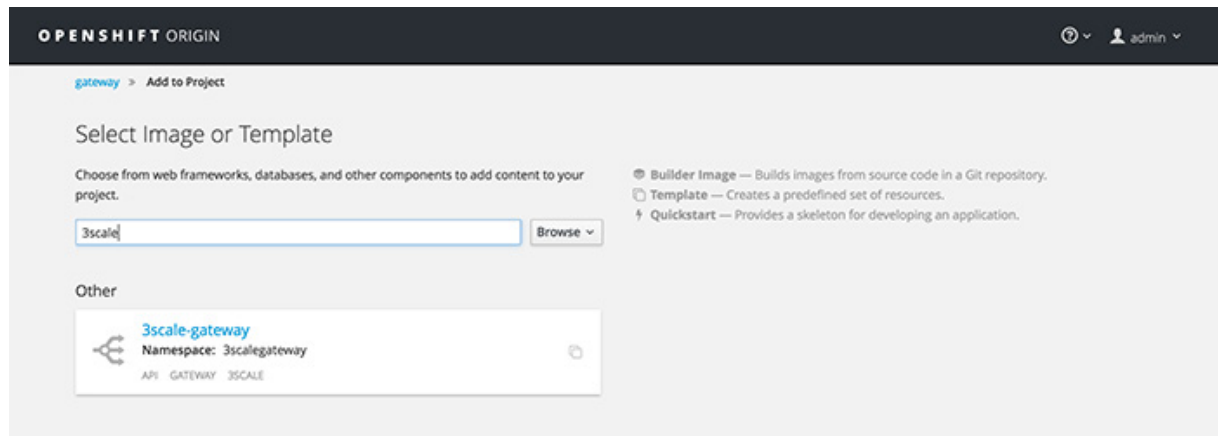 OPENSHIFT ORIGIN
admin
gateway » Add to Project
Select Image or Template
Choose from web frameworks, databases, and other components to add content to your
project.
3scale
Browse
Builder Image — Builds images from source code in a Git repository.
Template — Creates a predefined set of resources.
Quickstart — Provides a skeleton for developing an application.
Other
3scale-gateway
Namespace: 3scalegateway
API GATEWAY 3SCALE